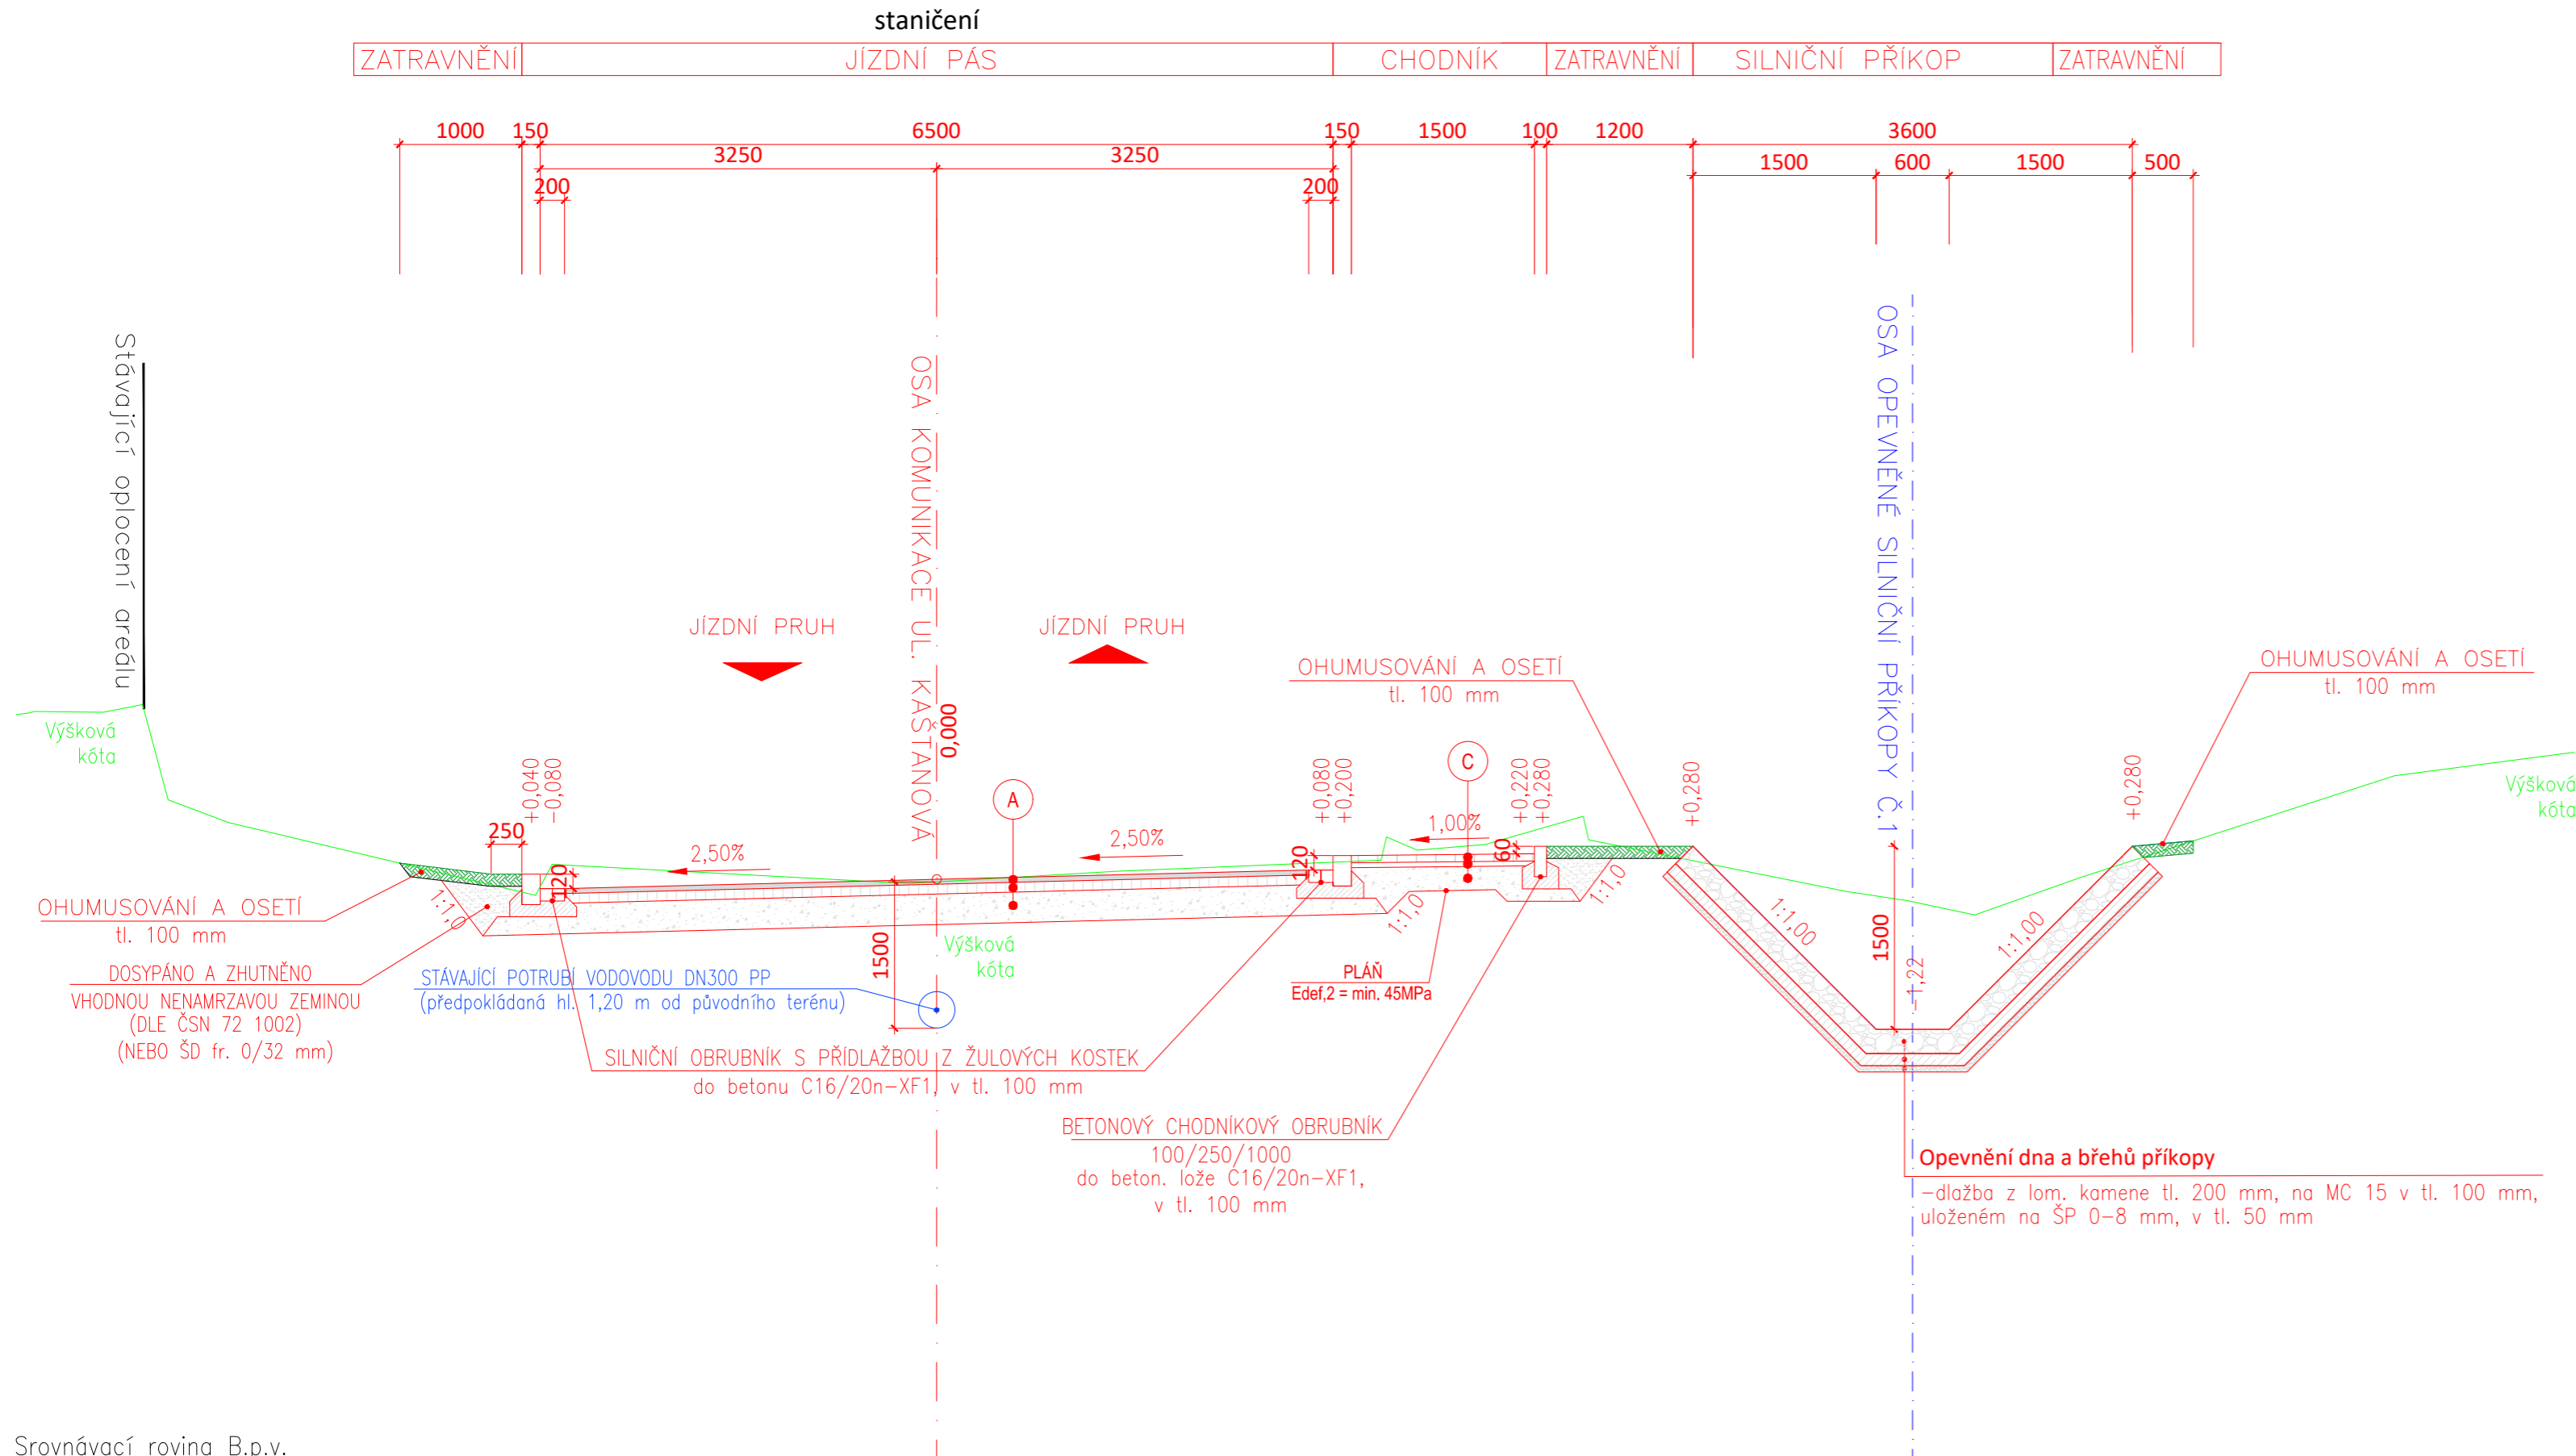 staničení
ZATRAVNĚNÍ
JÍZDNÍ PÁS
CHODNÍK
ZATRAVNĚNÍ
SILNIČNÍ PŘÍKOP
ZATRAVNĚNÍ
1000
150
6500
150
1500
100
1200
3600
3250
3250
1500
600
1500
500
200
200
Stávající oplocení areálu
OSA KOMUNIKACE UL. KAŠTANOVÁ
OSA OPEVNĚNÉ SILNIČNÍ PŘÍKOPY Č.1
JÍZDNÍ PRUH
JÍZDNÍ PRUH
OHUMUSOVÁNÍ A OSETÍ
tl. 100 mm
OHUMUSOVÁNÍ A OSETÍ
tl. 100 mm
Výšková
kóta
0,000
+0,040
-0,080
A
+0,080
+0,200
C
+0,220
+0,280
+0,280
+0,280
Výšková
kóta
250
120
2,50%
2,50%
120
1,00%
60
1:1,0
1:1,0
1:1,0
1:1,00
1500
-1,22
1:1,00
OHUMUSOVÁNÍ A OSETÍ
tl. 100 mm
DOSYPÁNO A ZHUTNĚNO
VHODNOU NENAMRZAVOU ZEMINOU
(DLE ČSN 72 1002)
(NEBO ŠD fr. 0/32 mm)
STÁVAJÍCÍ POTRUBÍ VODOVODU DN300 PP
(předpokládaná hl. 1,20 m od původního terénu)
1500
Výšková
kóta
PLÁŇ
Edef,2 = min. 45MPa
SILNIČNÍ OBRUBNÍK S PŘÍDLAŽBOU Z ŽULOVÝCH KOSTEK
do betonu C16/20n-XF1, v tl. 100 mm
BETONOVÝ CHODNÍKOVÝ OBRUBNÍK
100/250/1000
do beton. lože C16/20n-XF1,
v tl. 100 mm
Opevnění dna a břehů příkopy
-dlažba z lom. kamene tl. 200 mm, na MC 15 v tl. 100 mm,
uloženém na ŠP 0-8 mm, v tl. 50 mm
Srovnávací rovina B.p.v.